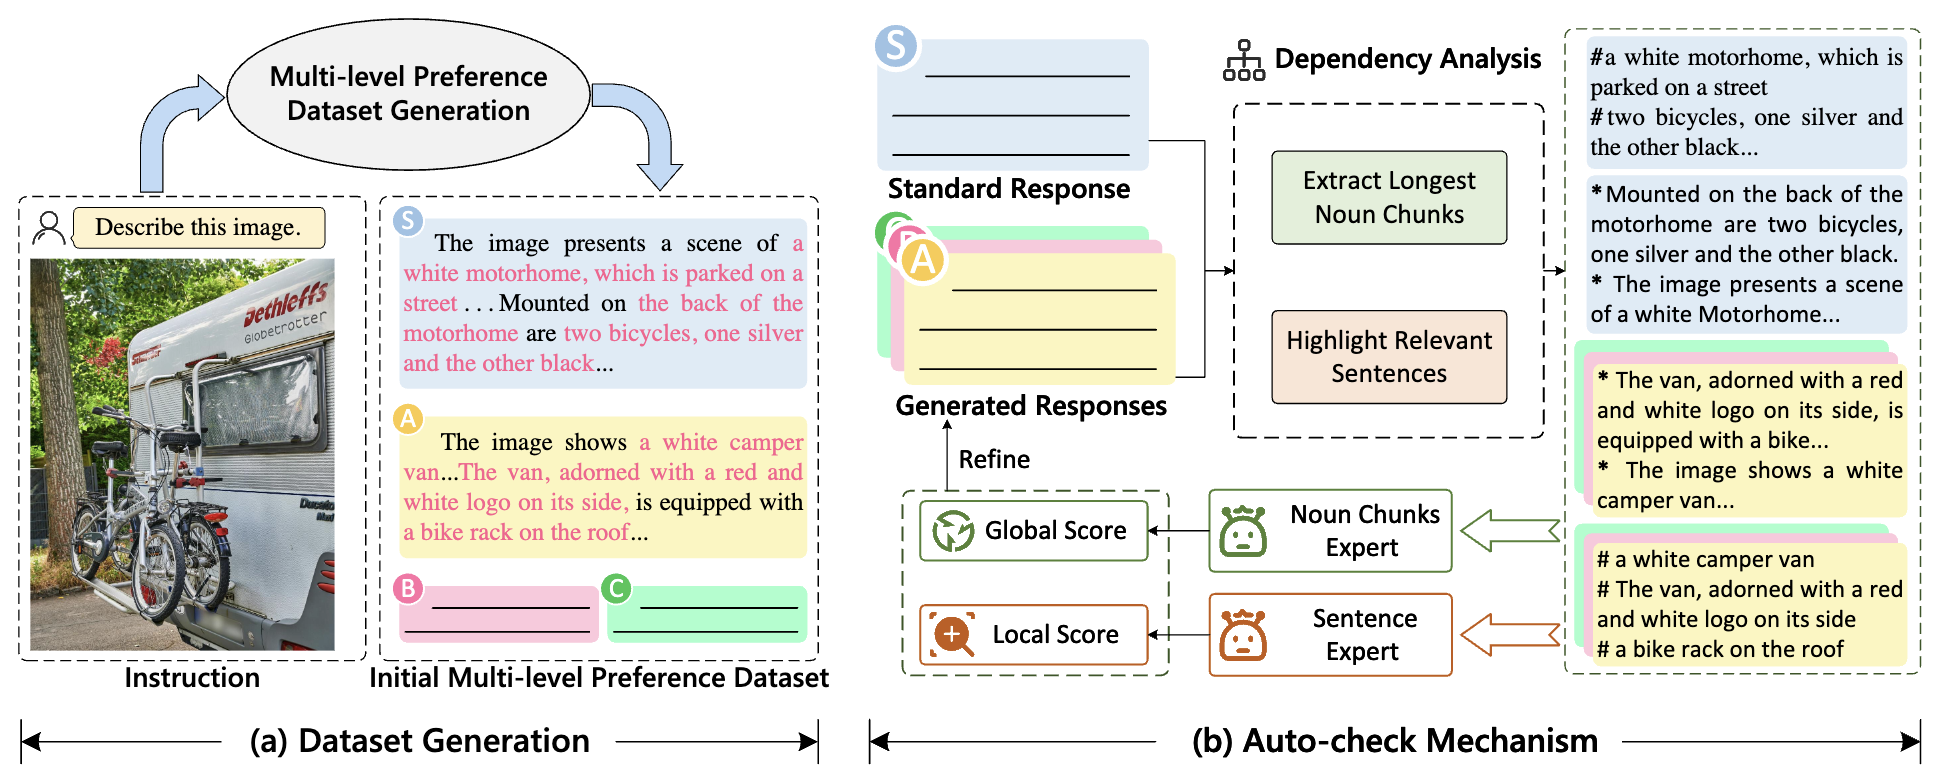 Multi-level Preference
Dataset Generation
Describe this image.
Dethleffs
Globetrotter
Instruction
S
The image presents a scene of a
white motorhome, which is parked on a
street ... Mounted on the back of the
motorhome are two bicycles, one silver
and the other black...
A
The image shows a white camper
van...The van, adorned with a red and
white logo on its side, is equipped with
a bike rack on the roof...
B
C
Initial Multi-level Preference Dataset
(a) Dataset Generation
S
Standard Response
A
Generated Responses
Refine
Dependency Analysis
Extract Longest
Noun Chunks
Highlight Relevant
Sentences
#a white motorhome, which is
parked on a street
#two bicycles, one silver and
the other black...
*Mounted on the back of the
motorhome are two bicycles,
one silver and the other black.
* The image presents a scene
of a white Motorhome...
* The van, adorned with a red
and white logo on its side, is
equipped with a bike...
* The image shows a white
camper van...
# a white camper van
# The van, adorned with a red
and white logo on its side
# a bike rack on the roof
Noun Chunks
Expert
Sentence
Expert
Global Score
Local Score
(b) Auto-check Mechanism